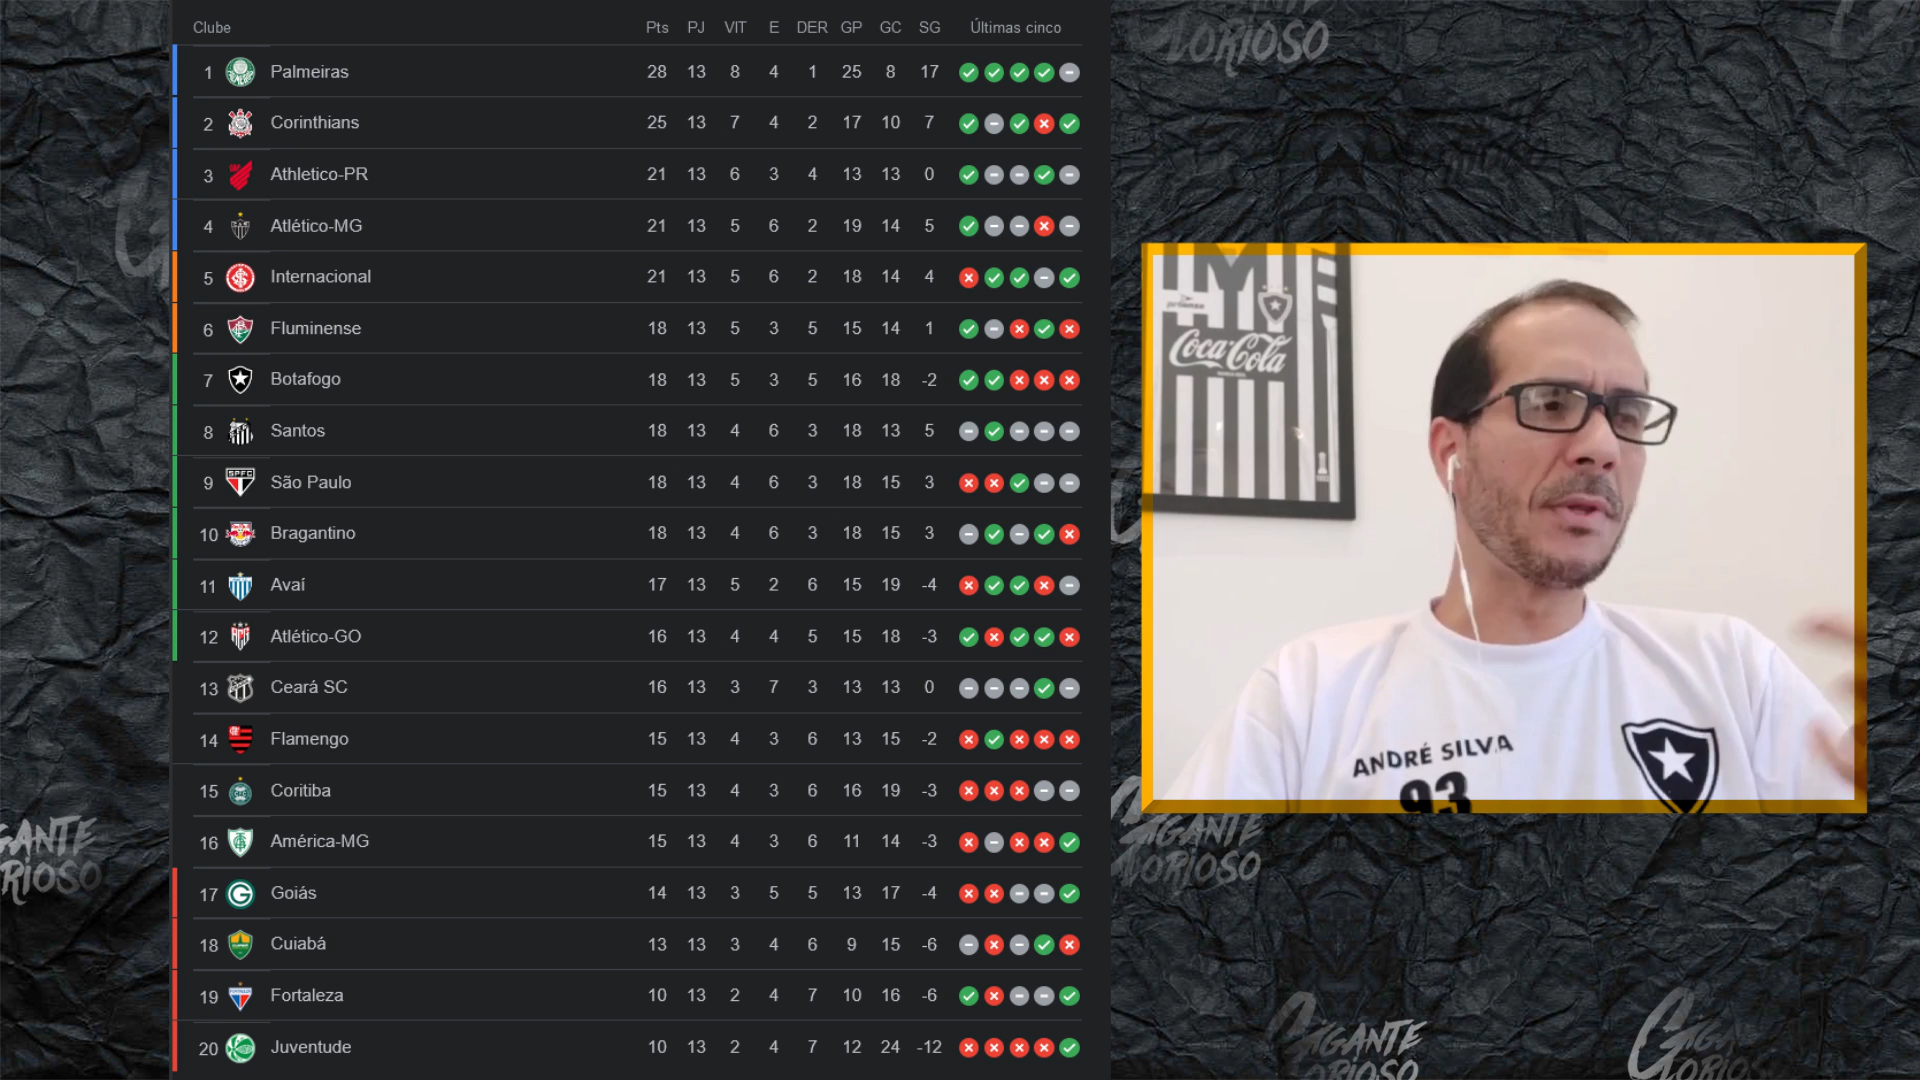 Clube Pts PJ VIT E DER GP GC SG Últimas cinco
1 Palmeiras 28 13 8 4 1 25 8 17
2 Corinthians 25 13 7 4 2 17 10 7
3 Athletico-PR 21 13 6 3 4 13 13 0
4 Atlético-MG 21 13 5 6 2 19 14 5
5 Internacional 21 13 5 6 2 18 14 4
6 Fluminense 18 13 5 3 5 15 14 1
7 Botafogo 18 13 5 3 5 16 18 -2
8 Santos 18 13 4 6 3 18 13 5
9 São Paulo 18 13 4 6 3 18 15 3
10 Bragantino 18 13 4 6 3 18 15 3
11 Avaí 17 13 5 2 6 15 19 -4
12 Atlético-GO 16 13 4 4 5 15 18 -3
13 Ceará SC 16 13 3 7 3 13 13 0
14 Flamengo 15 13 4 3 6 13 15 -2
15 Coritiba 15 13 4 3 6 16 19 -3
16 América-MG 15 13 4 3 6 11 14 -3
17 Goiás 14 13 3 5 5 13 17 -4
18 Cuiabá 13 13 3 4 6 9 15 -6
19 Fortaleza 10 13 2 4 7 10 16 -6
20 Juventude 10 13 2 4 7 12 24 -12
SPFC
Coca-Cola
ANDRÉ SILVA
93
GIGANTE
GLORIOSO
GIGANTE
GLORIOSO